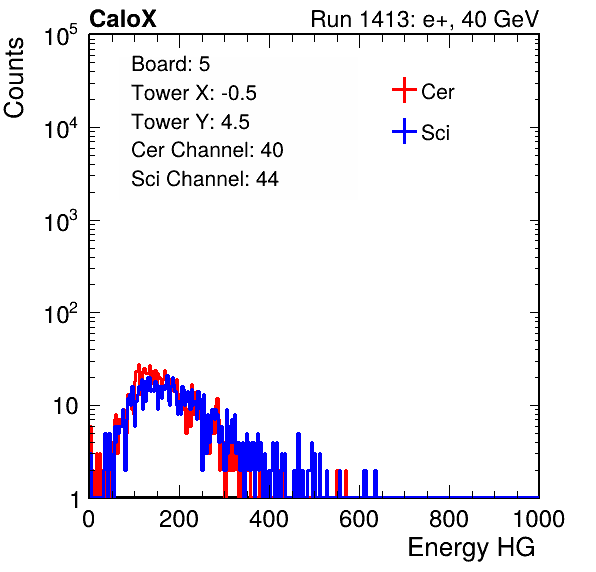 CaloX Run 1413: e+, 40 GeV
Counts
10^5
10^4
10^3
10^2
10
1
Board: 5
Tower X: -0.5
Tower Y: 4.5
Cer Channel: 40
Sci Channel: 44
Cer
Sci
0 200 400 600 800 1000
Energy HG